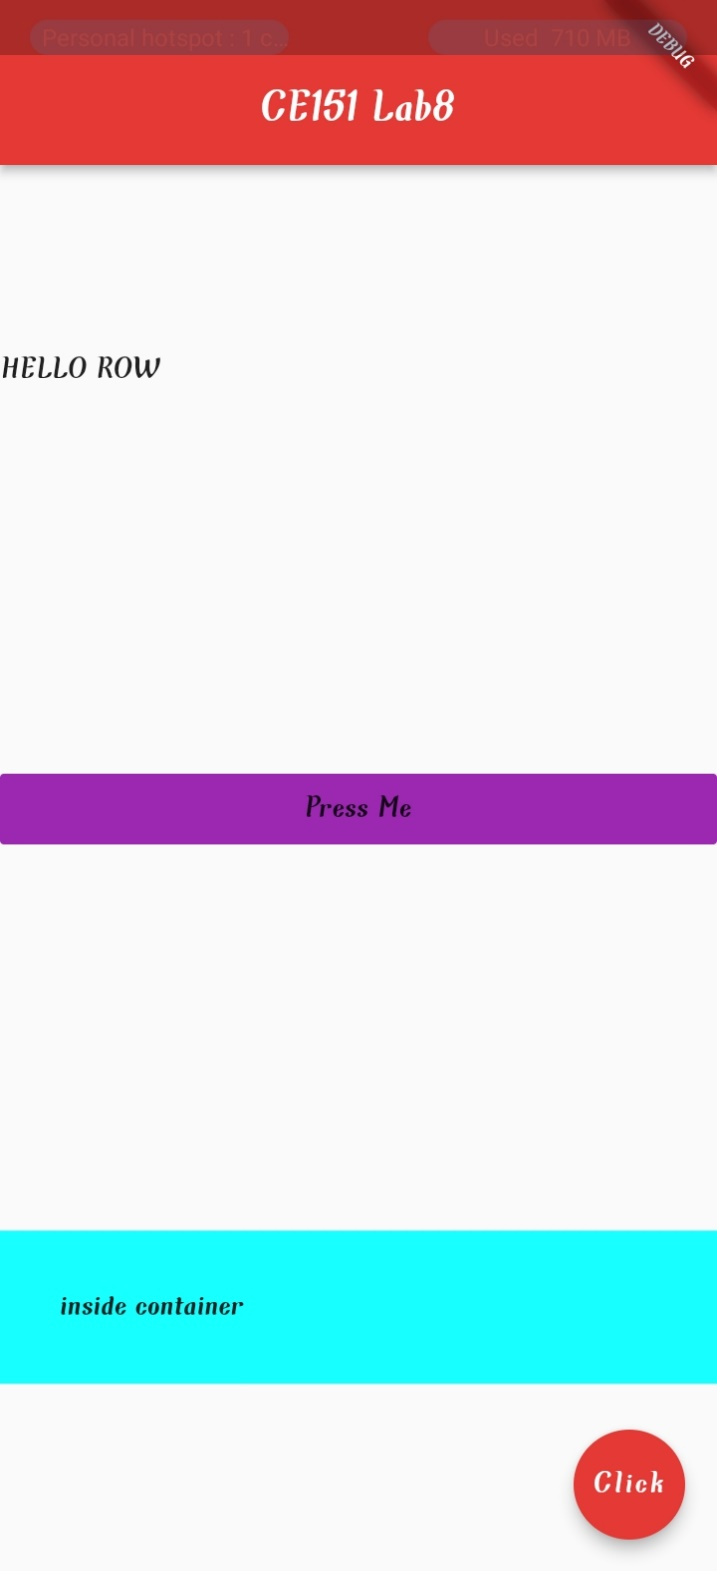 Personal hotspot : 1 c... Used 710 MB
DEBUG
CE151 Lab8
HELLO ROW
Press Me
inside container
Click